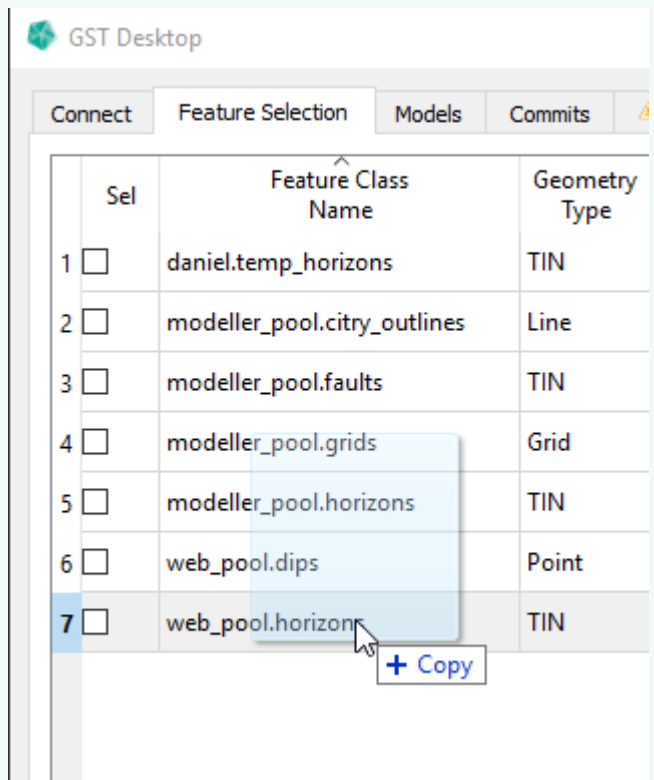 GST Desktop
Connect Feature Selection Models Commits
Sel Feature Class Name Geometry Type
1 daniel.temp_horizons TIN
2 modeller_pool.citry_outlines Line
3 modeller_pool.faults TIN
4 modeller_pool.grids Grid
5 modeller_pool.horizons TIN
6 web_pool.dips Point
7 web_pool.horizons TIN
+ Copy